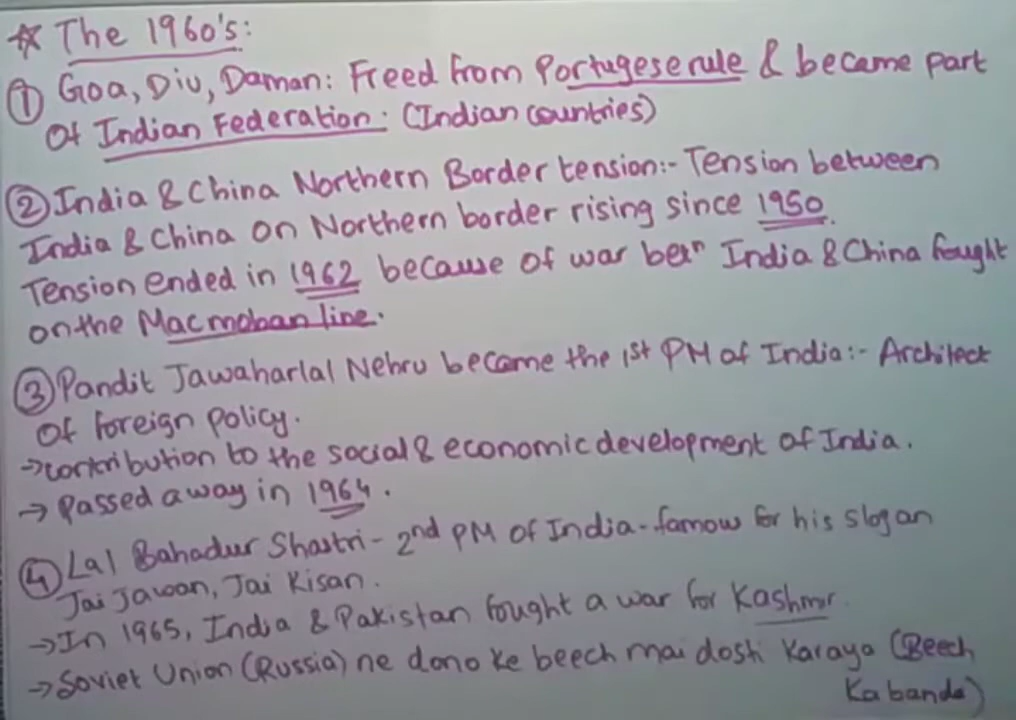 ☆ The 1960's:
① Goa, Diu, Daman: Freed from Portugese rule & became part
Of Indian Federation: (Indian countries)
② India & China Northern Border tension:- Tension between
India & China on Northern border rising since 1950.
Tension ended in 1962 because of war betn India & China fought
on the Macmohan line.
③ Pandit Jawaharlal Nehru became the 1st PM of India:- Architect
Of foreign policy.
→ contribution to the social & economic development of India.
→ Passed away in 1964.
④ Lal Bahadur Shastri - 2nd PM of India - famous for his slogan
Jai Jawan, Jai Kisan.
→ In 1965, India & Pakistan fought a war for Kashmir.
→ Soviet Union (Russia) ne dono ke beech mai dosti Karaya (Beech
Ka banda)